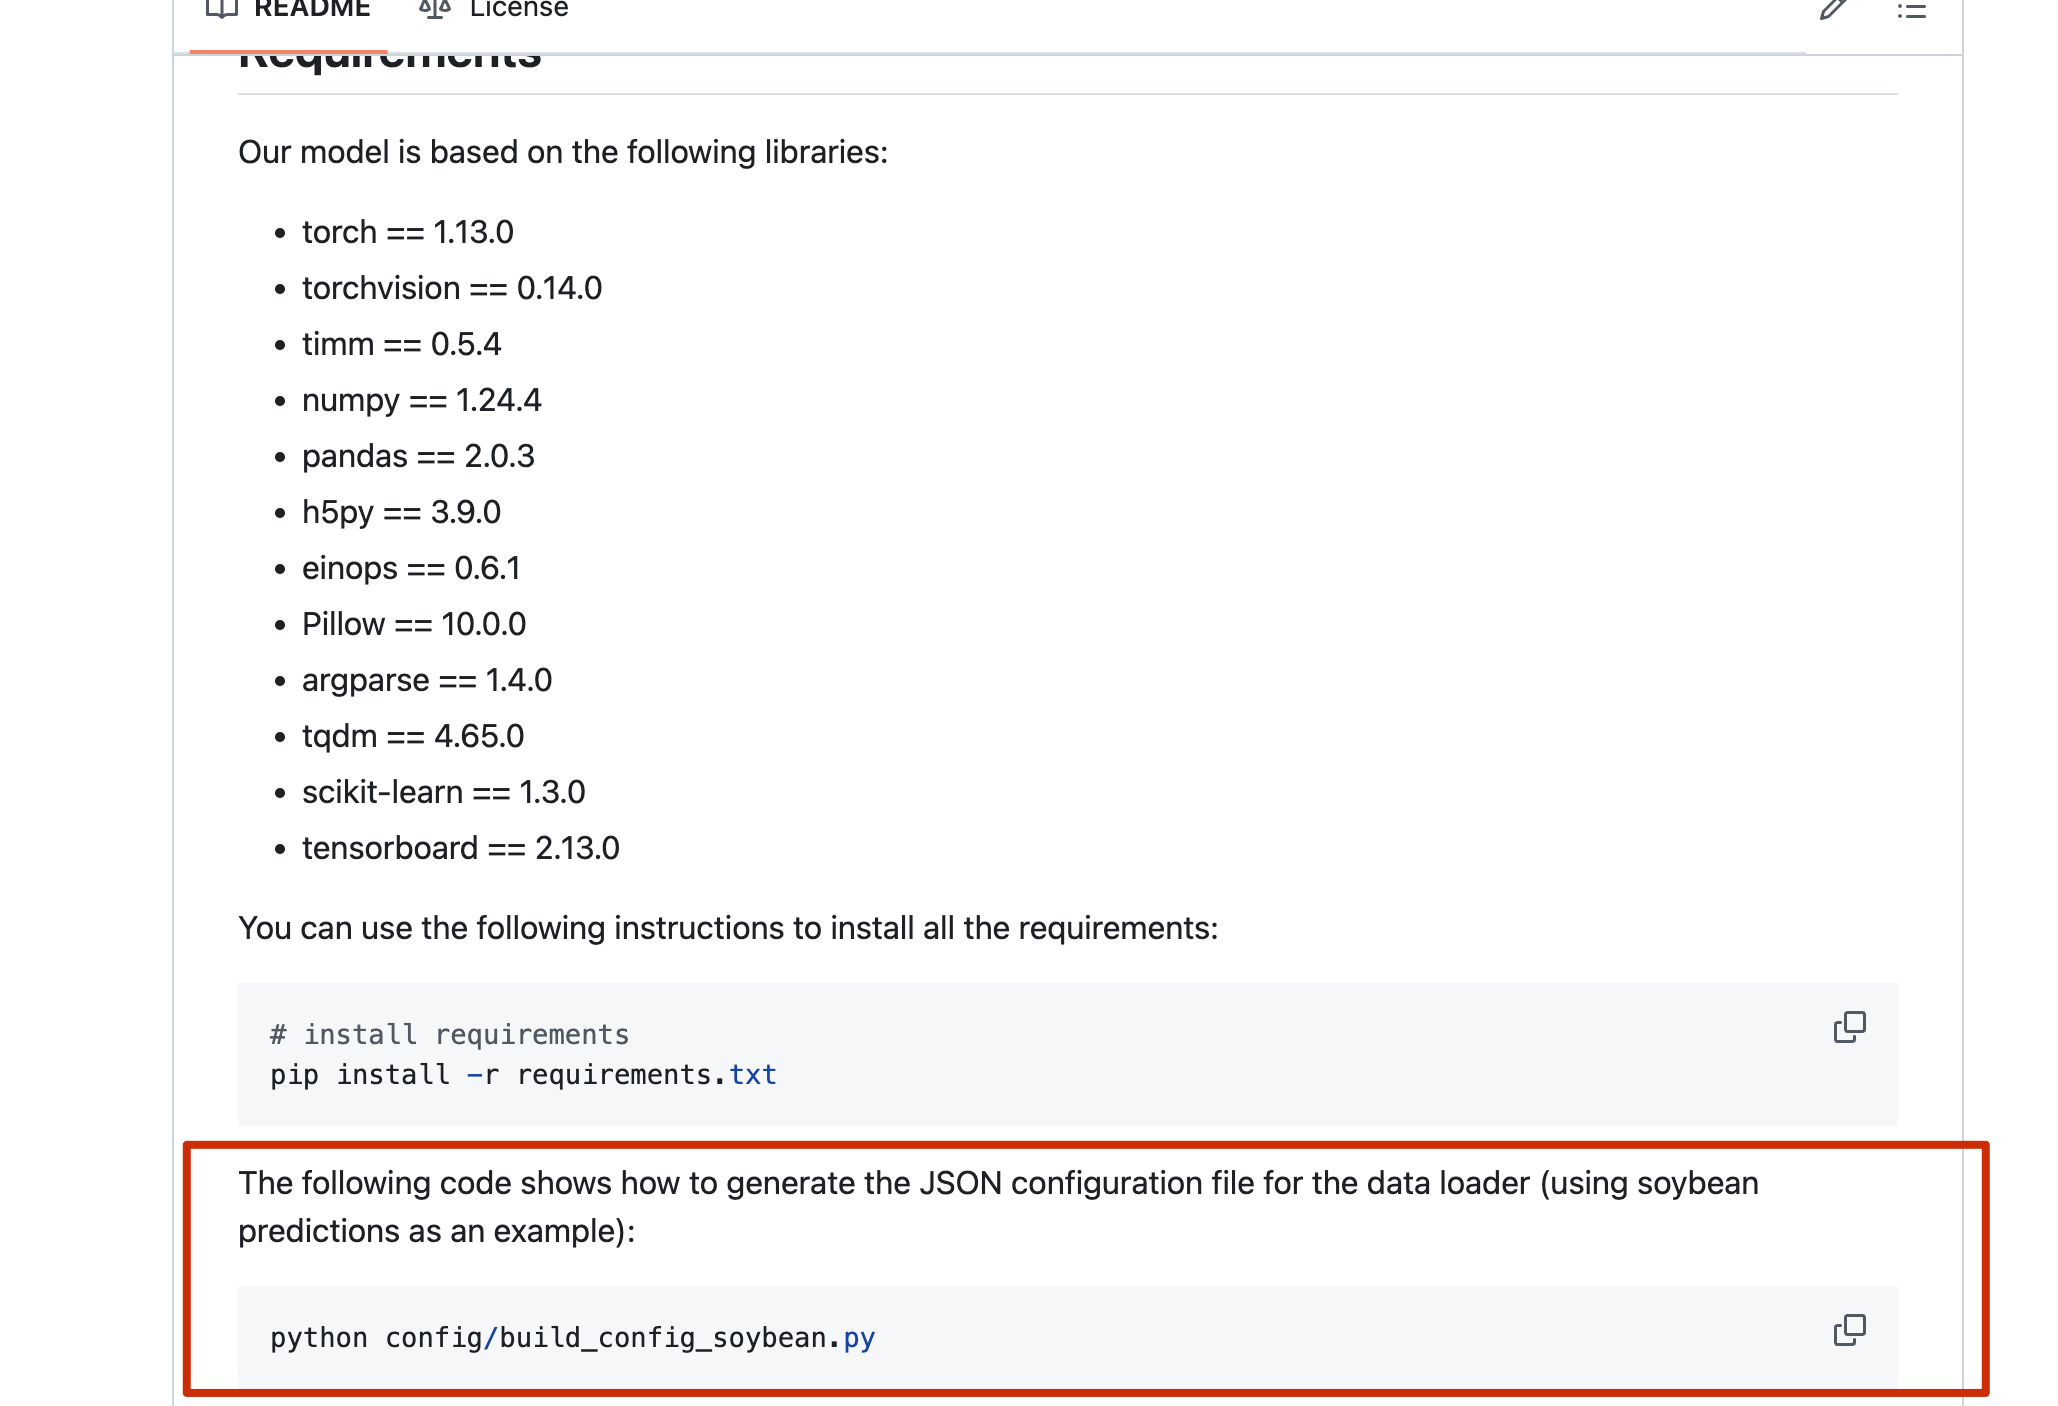 README License
Requirements
Our model is based on the following libraries:
torch == 1.13.0
torchvision == 0.14.0
timm == 0.5.4
numpy == 1.24.4
pandas == 2.0.3
h5py == 3.9.0
einops == 0.6.1
Pillow == 10.0.0
argparse == 1.4.0
tqdm == 4.65.0
scikit-learn == 1.3.0
tensorboard == 2.13.0
You can use the following instructions to install all the requirements:
# install requirements
pip install -r requirements.txt
The following code shows how to generate the JSON configuration file for the data loader (using soybean
predictions as an example):
python config/build_config_soybean.py